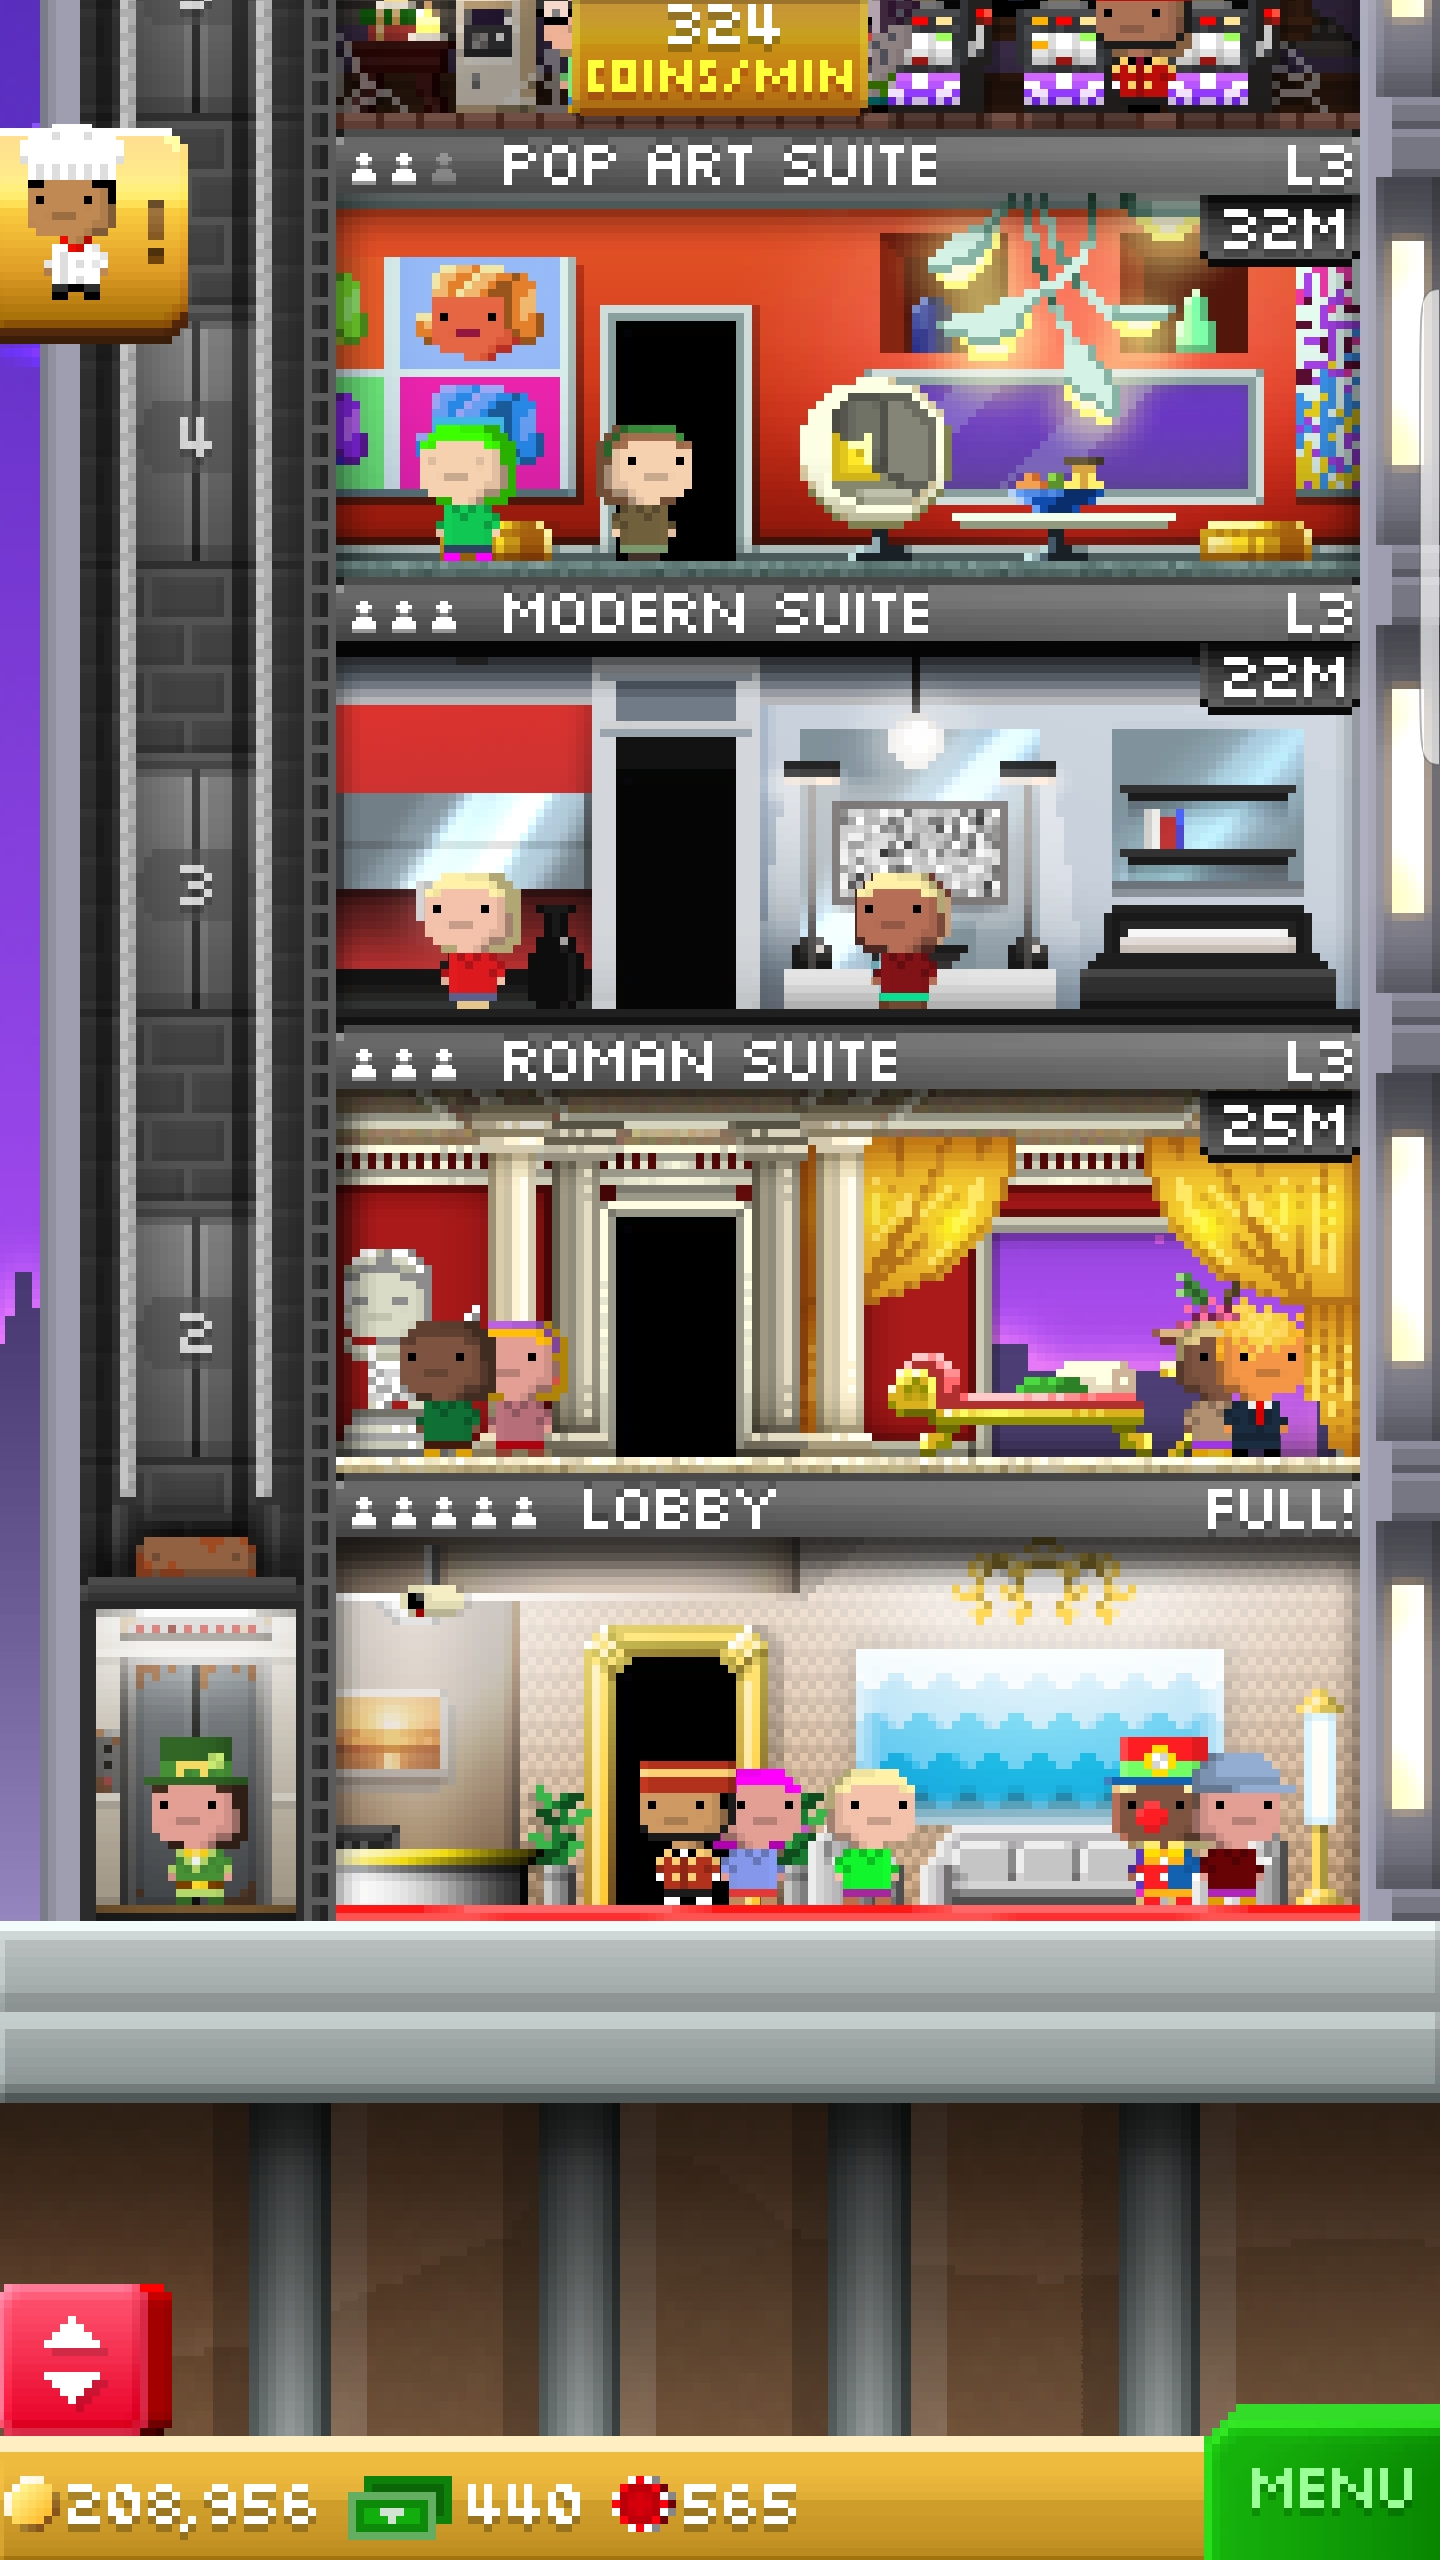 324
COINS/MIN
!
POP ART SUITE L3
32M
4
MODERN SUITE L3
22M
3
ROMAN SUITE L3
25M
2
LOBBY FULL!
208,956 440 565
MENU